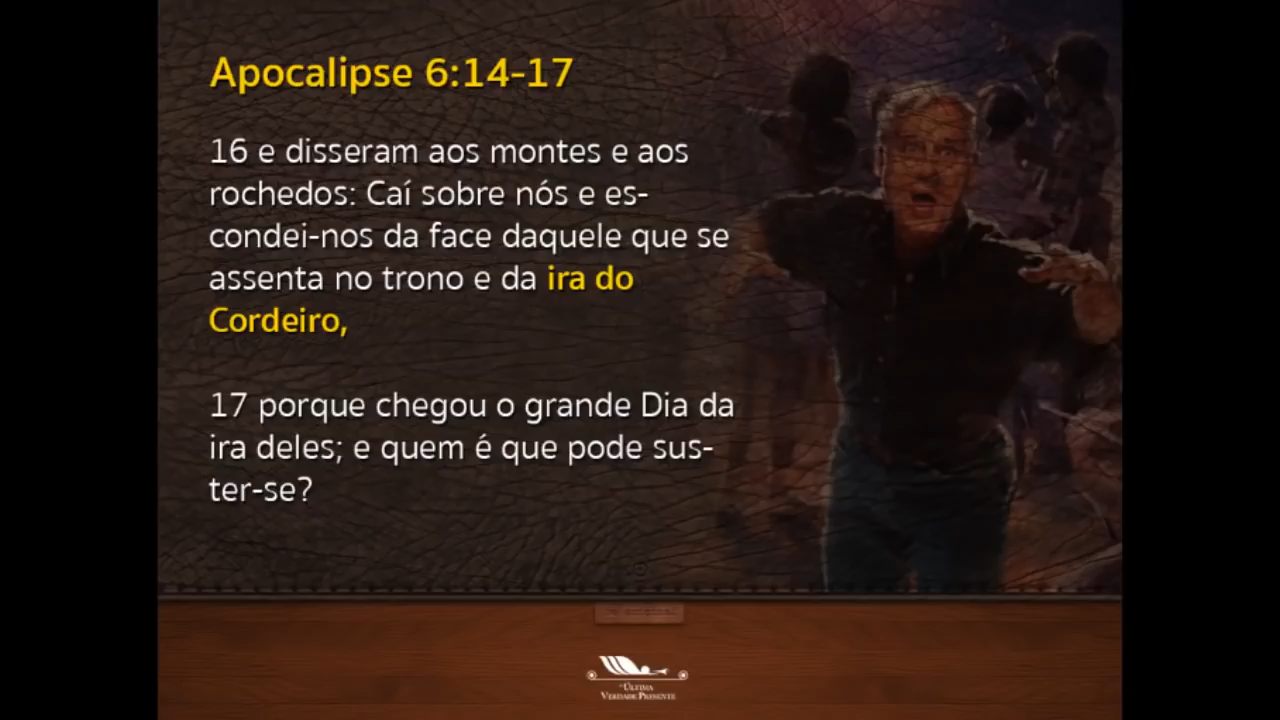 Apocalipse 6:14-17
16 e disseram aos montes e aos
rochedos: Caí sobre nós e es-
condei-nos da face daquele que se
assenta no trono e da ira do
Cordeiro,
17 porque chegou o grande Dia da
ira deles; e quem é que pode sus-
ter-se?
A ÚLTIMA
VERDADE PRESENTE